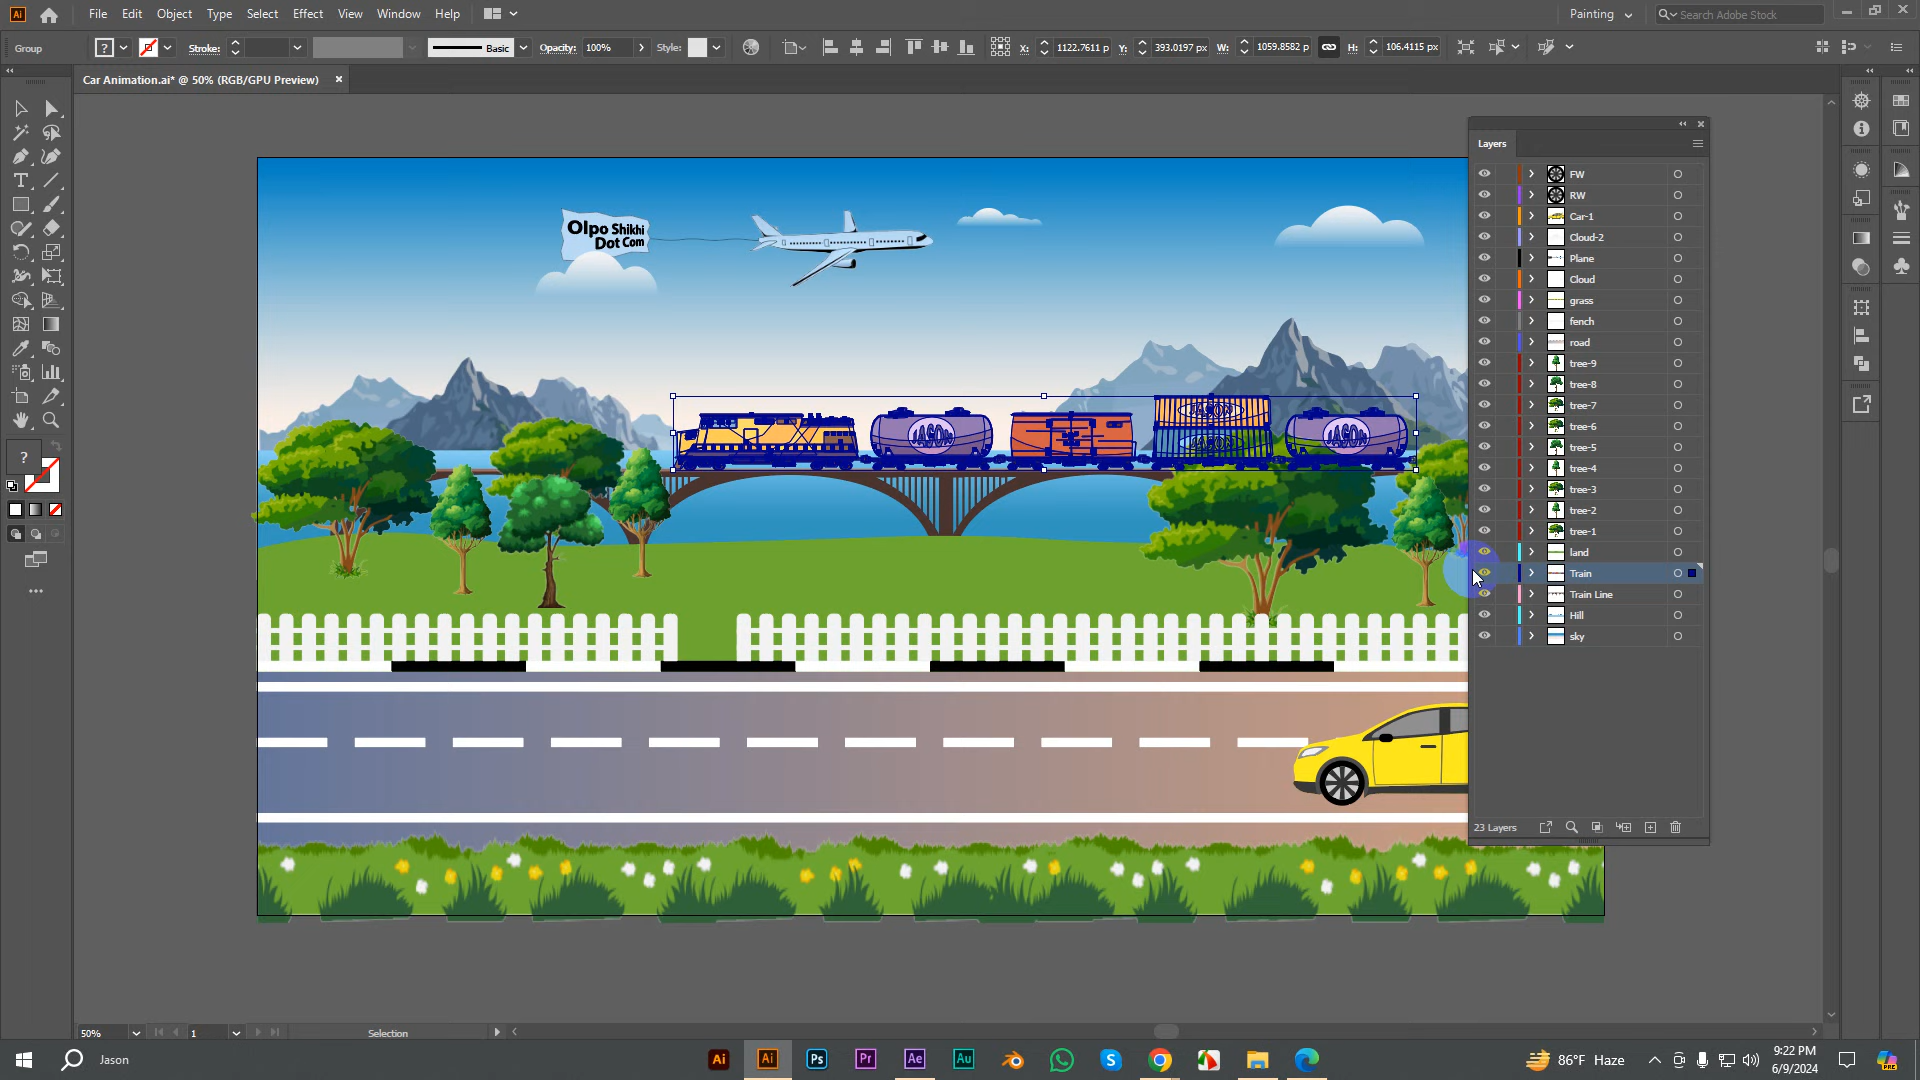 File Edit Object Type Select Effect View Window Help
Painting
Search Adobe Stock
Group
?
Stroke:
Basic
Opacity: 100%
Style:
X: 1122.7611 p
Y: 393.0197 px
W: 1059.8582 p
H: 106.4115 px
Car Animation.ai* @ 50% (RGB/GPU Preview)
Layers
FW
RW
Car-1
Cloud-2
Plane
Cloud
grass
fench
road
tree-9
tree-8
tree-7
tree-6
tree-5
tree-4
tree-3
tree-2
tree-1
land
Train
Train Line
Hill
sky
23 Layers
Olpo Shikhi
Dot Com
JASON
JASON
JASON
JASON
?
50%
1
Selection
Jason
86°F Haze
9:22 PM
6/9/2024